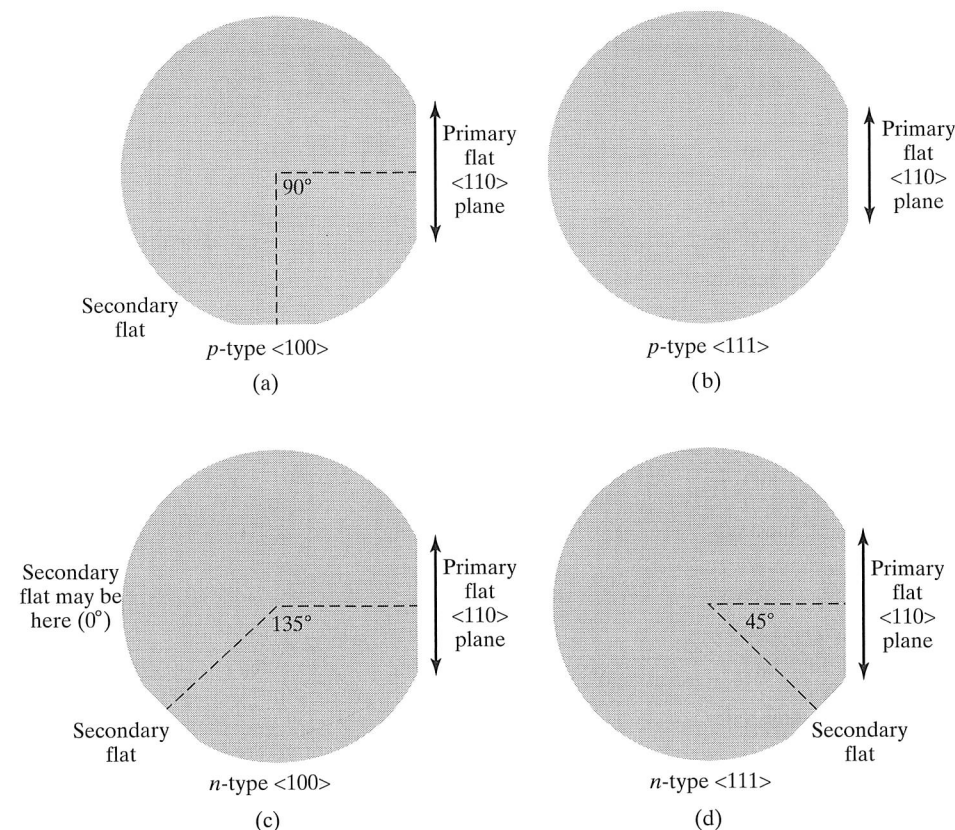 90°
Primary
flat
<110>
plane
Secondary
flat
p-type <100>
(a)
Primary
flat
<110>
plane
p-type <111>
(b)
Secondary
flat may be
here (0°)
135°
Primary
flat
<110>
plane
Secondary
flat
n-type <100>
(c)
45°
Primary
flat
<110>
plane
Secondary
flat
n-type <111>
(d)